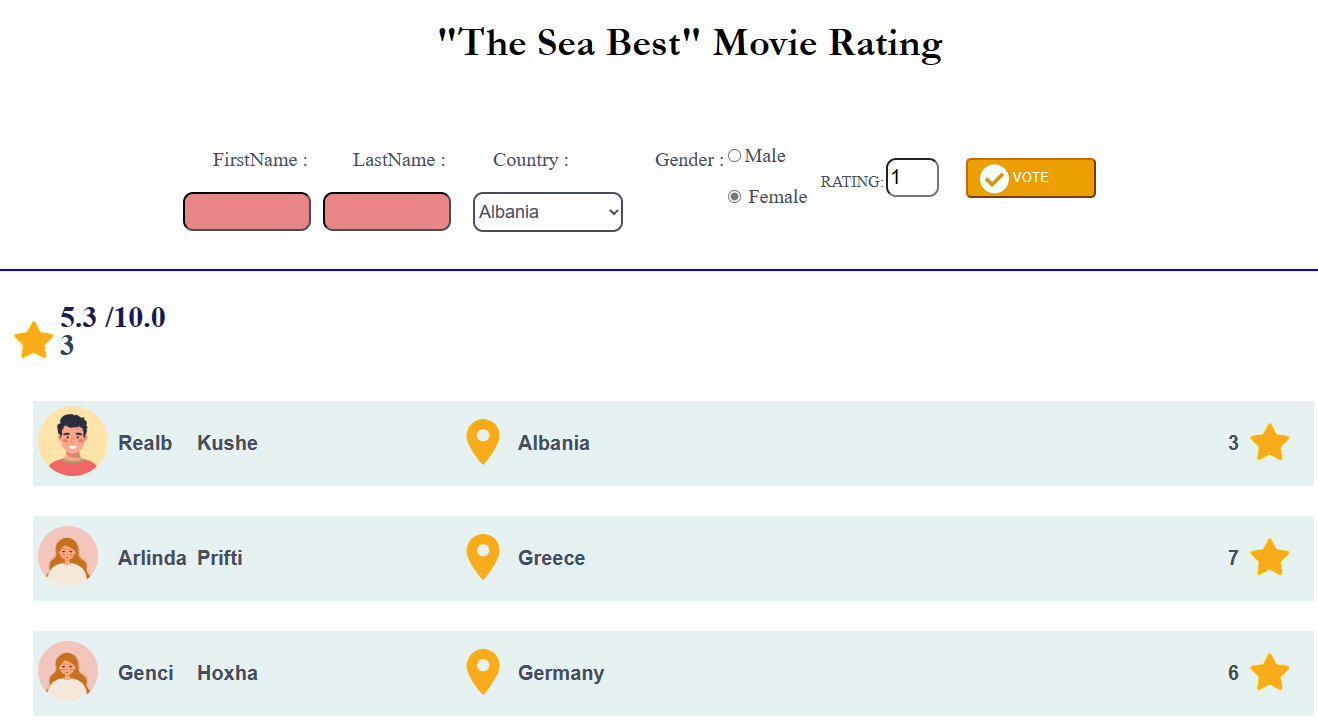 "The Sea Best" Movie Rating
FirstName : LastName : Country : Gender : Male
Albania Female RATING: 1 VOTE
5.3 /10.0
3
Realb Kushe Albania 3
Arlinda Prifti Greece 7
Genci Hoxha Germany 6